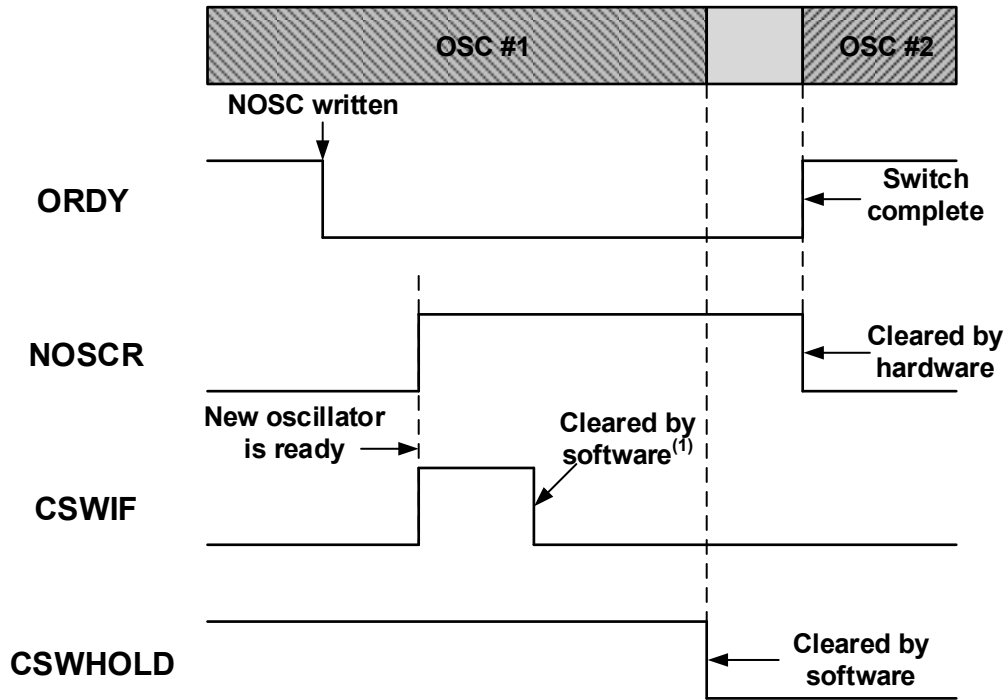 OSC #1
OSC #2
NOSC written
ORDY
Switch
complete
NOSCR
Cleared by
hardware
New oscillator
is ready
Cleared by
software(1)
CSWIF
CSWHOLD
Cleared by
software